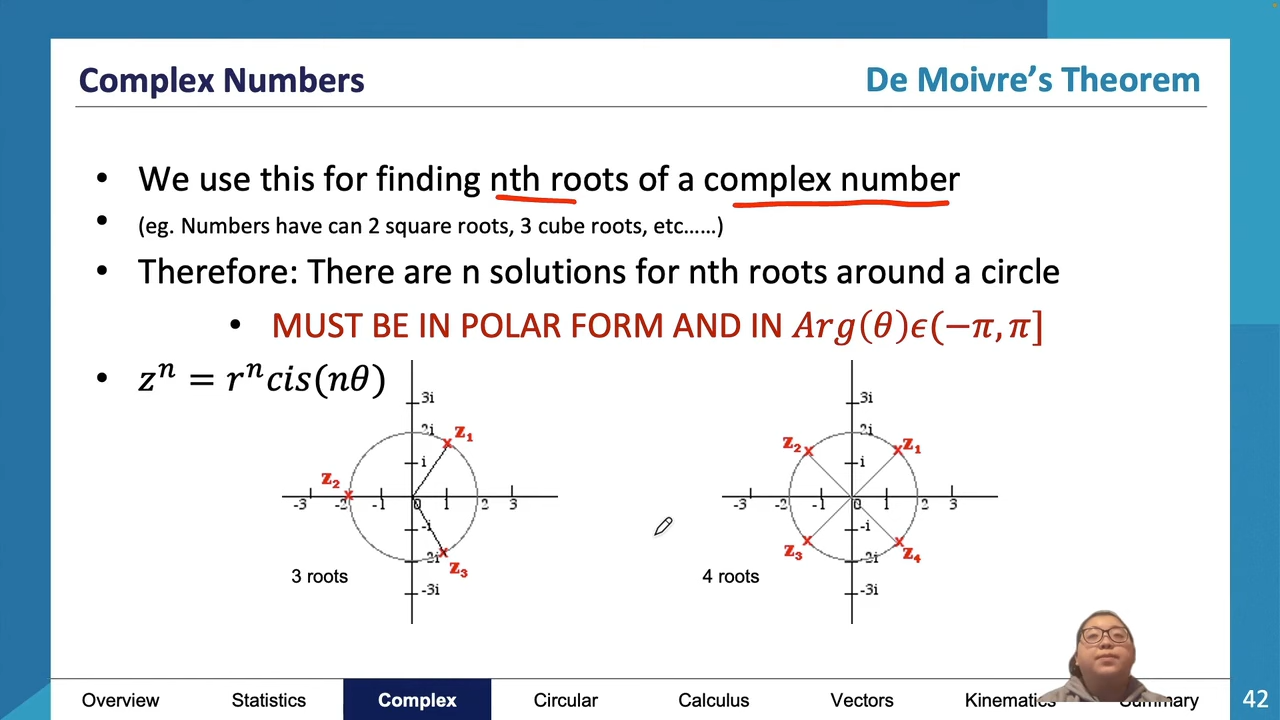 Complex Numbers
De Moivre's Theorem
• We use this for finding nth roots of a complex number
• (eg. Numbers have can 2 square roots, 3 cube roots, etc......)
• Therefore: There are n solutions for nth roots around a circle
• MUST BE IN POLAR FORM AND IN Arg(θ)ϵ(−π, π]
• zⁿ = rⁿcis(nθ)
3i
2i
i
-3 -2 -1 0 1 2 3
-i
-2i
-3i
Z₁
Z₂
Z₃
3 roots
3i
2i
i
-3 -2 -1 0 1 2 3
-i
-2i
-3i
Z₁
Z₂
Z₃
Z₄
4 roots
Overview Statistics Complex Circular Calculus Vectors Kinematics Summary 42